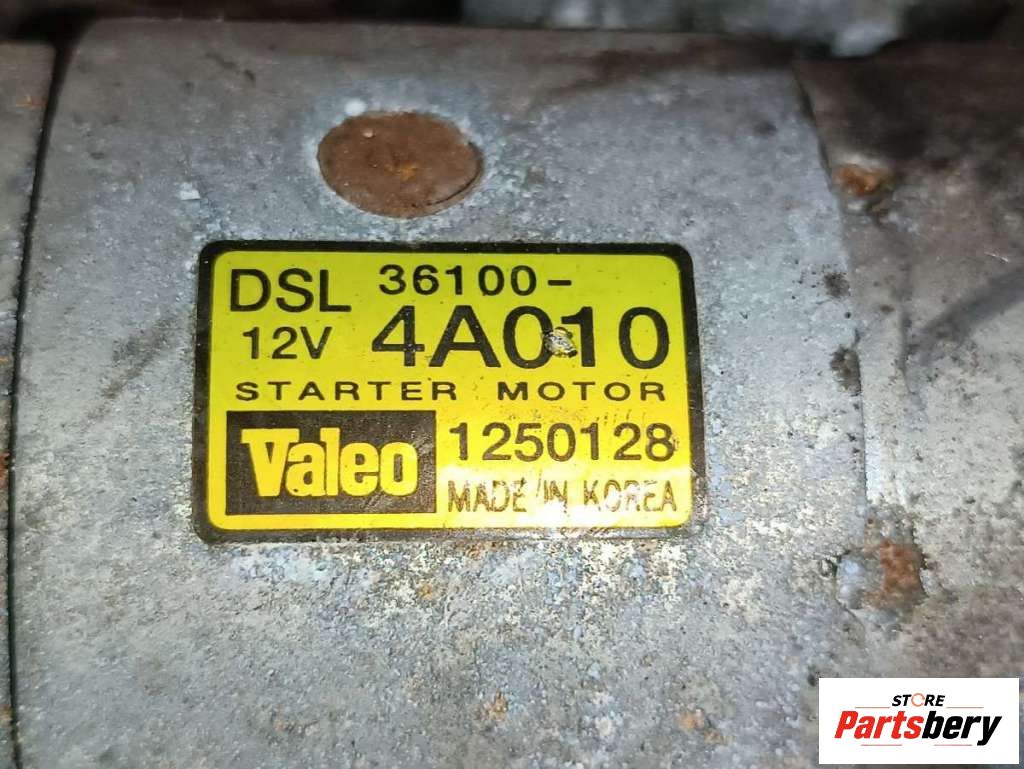 DSL 36100-
12V 4A010
STARTER MOTOR
Valeo 1250128
MADE IN KOREA
STORE
Partsbery